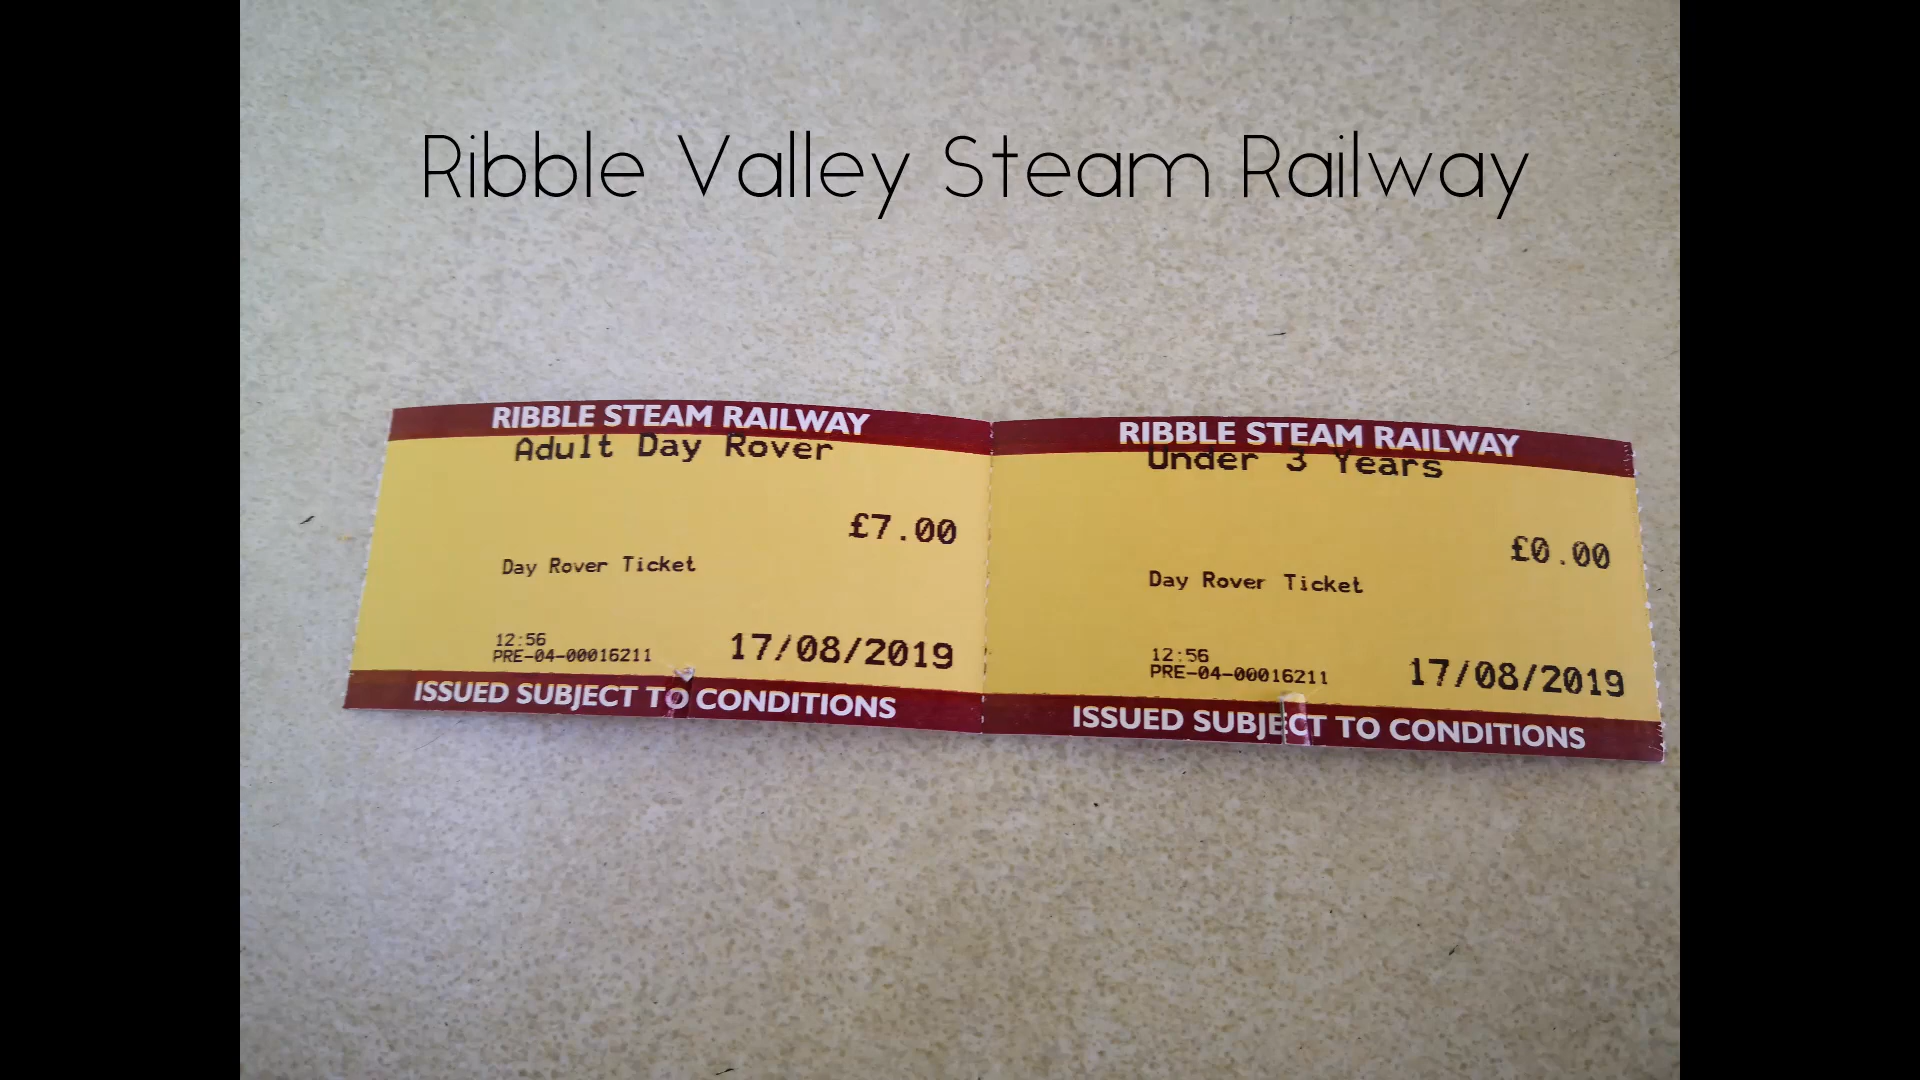 Ribble Valley Steam Railway
RIBBLE STEAM RAILWAY
Adult Day Rover
£7.00
Day Rover Ticket
12:56
PRE-04-00016211
17/08/2019
ISSUED SUBJECT TO CONDITIONS
RIBBLE STEAM RAILWAY
Under 3 Years
£0.00
Day Rover Ticket
12:56
PRE-04-00016211
17/08/2019
ISSUED SUBJECT TO CONDITIONS